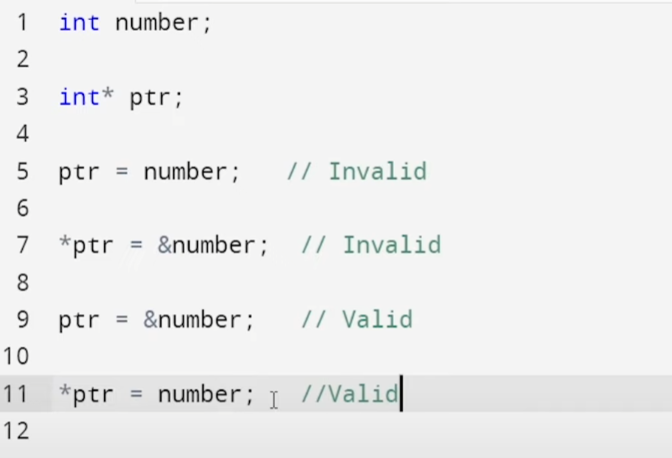 1 int number;
2
3 int* ptr;
4
5 ptr = number; // Invalid
6
7 *ptr = &number; // Invalid
8
9 ptr = &number; // Valid
10
11 *ptr = number; //Valid
12